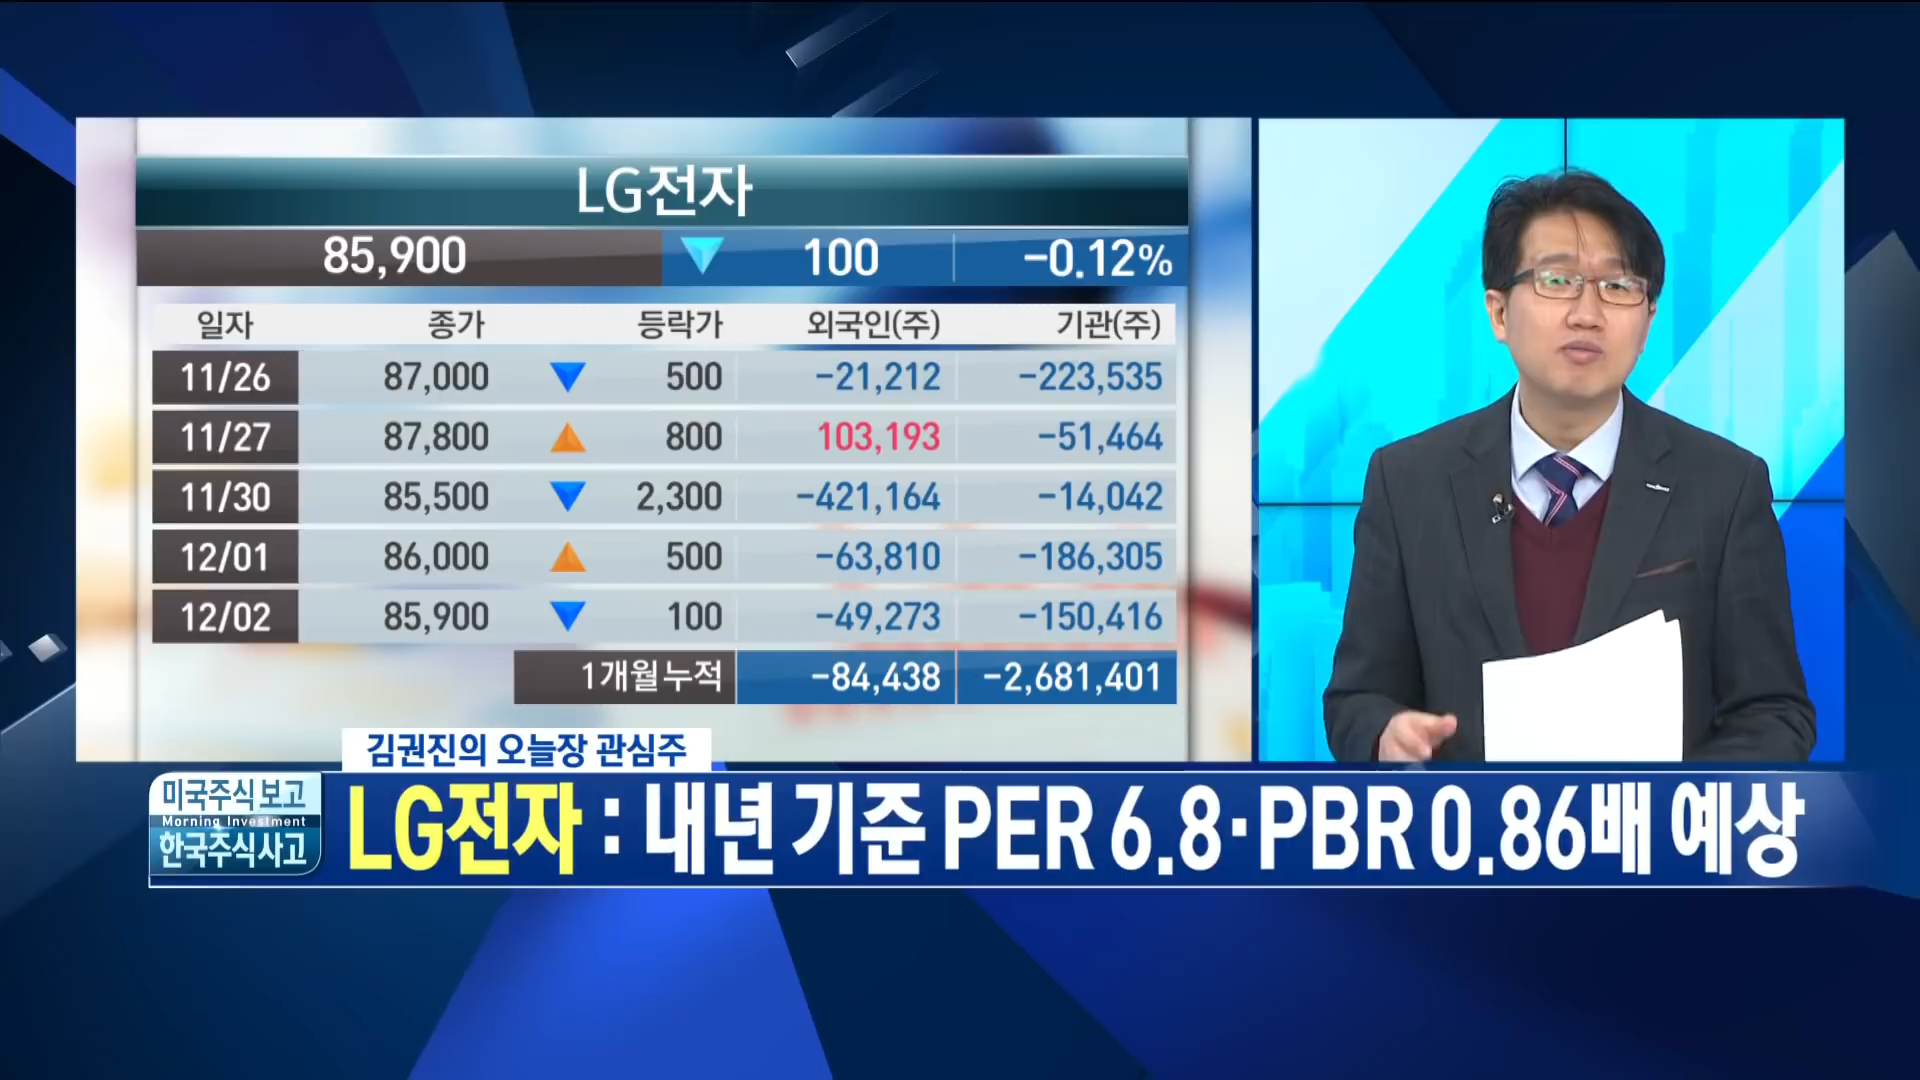 LG전자
85,900 ▼ 100 -0.12%
일자 종가 등락가 외국인(주) 기관(주)
11/26 87,000 ▼ 500 -21,212 -223,535
11/27 87,800 ▲ 800 103,193 -51,464
11/30 85,500 ▼ 2,300 -421,164 -14,042
12/01 86,000 ▲ 500 -63,810 -186,305
12/02 85,900 ▼ 100 -49,273 -150,416
1개월누적 -84,438 -2,681,401
김권진의 오늘장 관심주
미국주식 보고
Morning Investment
한국주식 사고
LG전자 : 내년 기준 PER 6.8·PBR 0.86배 예상